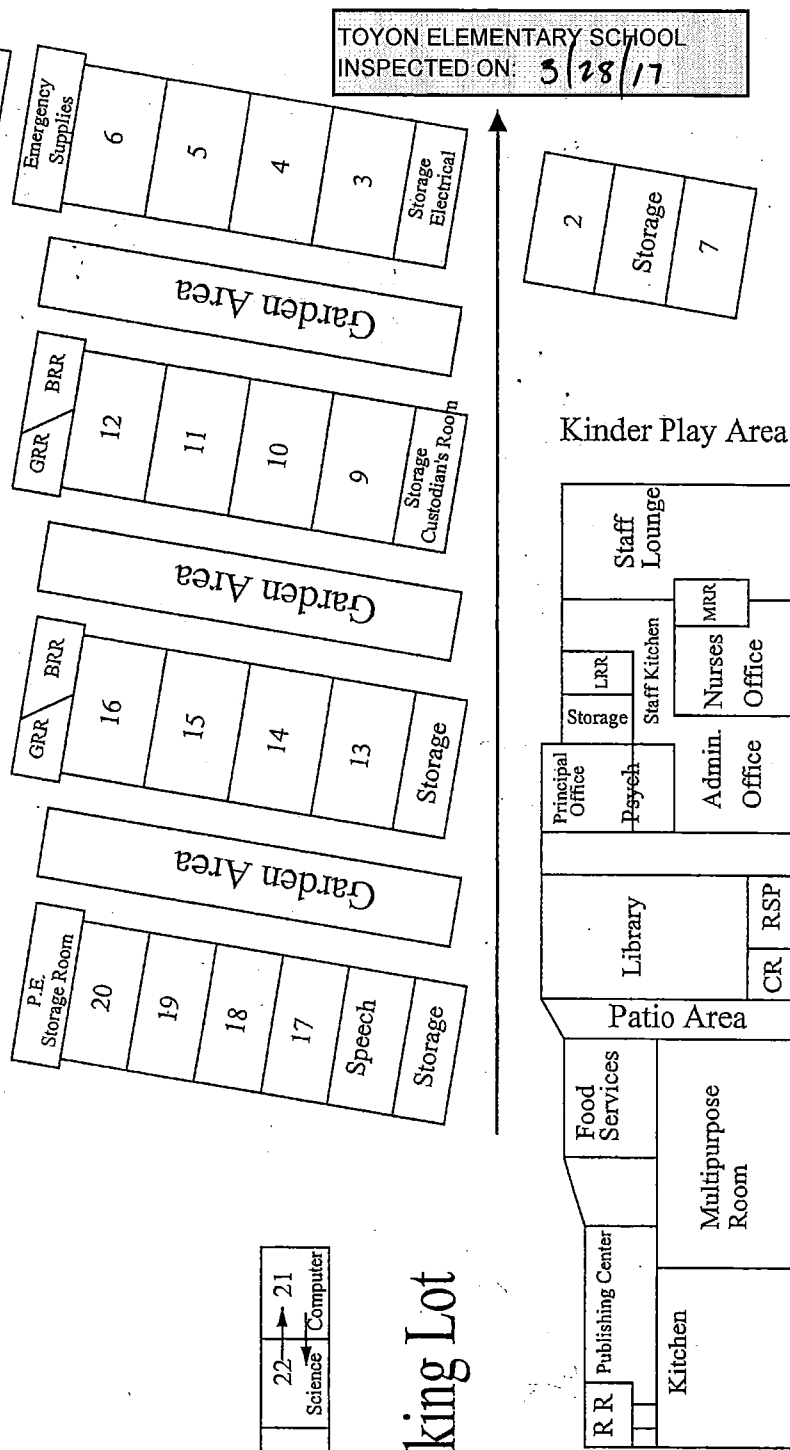 TOYON ELEMENTARY SCHOOL
INSPECTED ON: 3/28/17
Emergency
Supplies
6
5
4
3
Storage
Electrical
Garden Area
GRR
BRR
12
11
10
9
Storage
Custodian's Room
Garden Area
GRR
BRR
16
15
14
13
Storage
Garden Area
P.E.
Storage Room
20
19
18
17
Speech
Storage
2
Storage
7
Kinder Play Area
Staff
Lounge
MRR
LRR
Storage
Staff Kitchen
Nurses
Office
Principal
Office
Psych
Admin.
Office
Library
CR
RSP
Patio Area
Food
Services
Multipurpose
Room
Publishing Center
R R
Kitchen
22
21
Science
Computer
king Lot